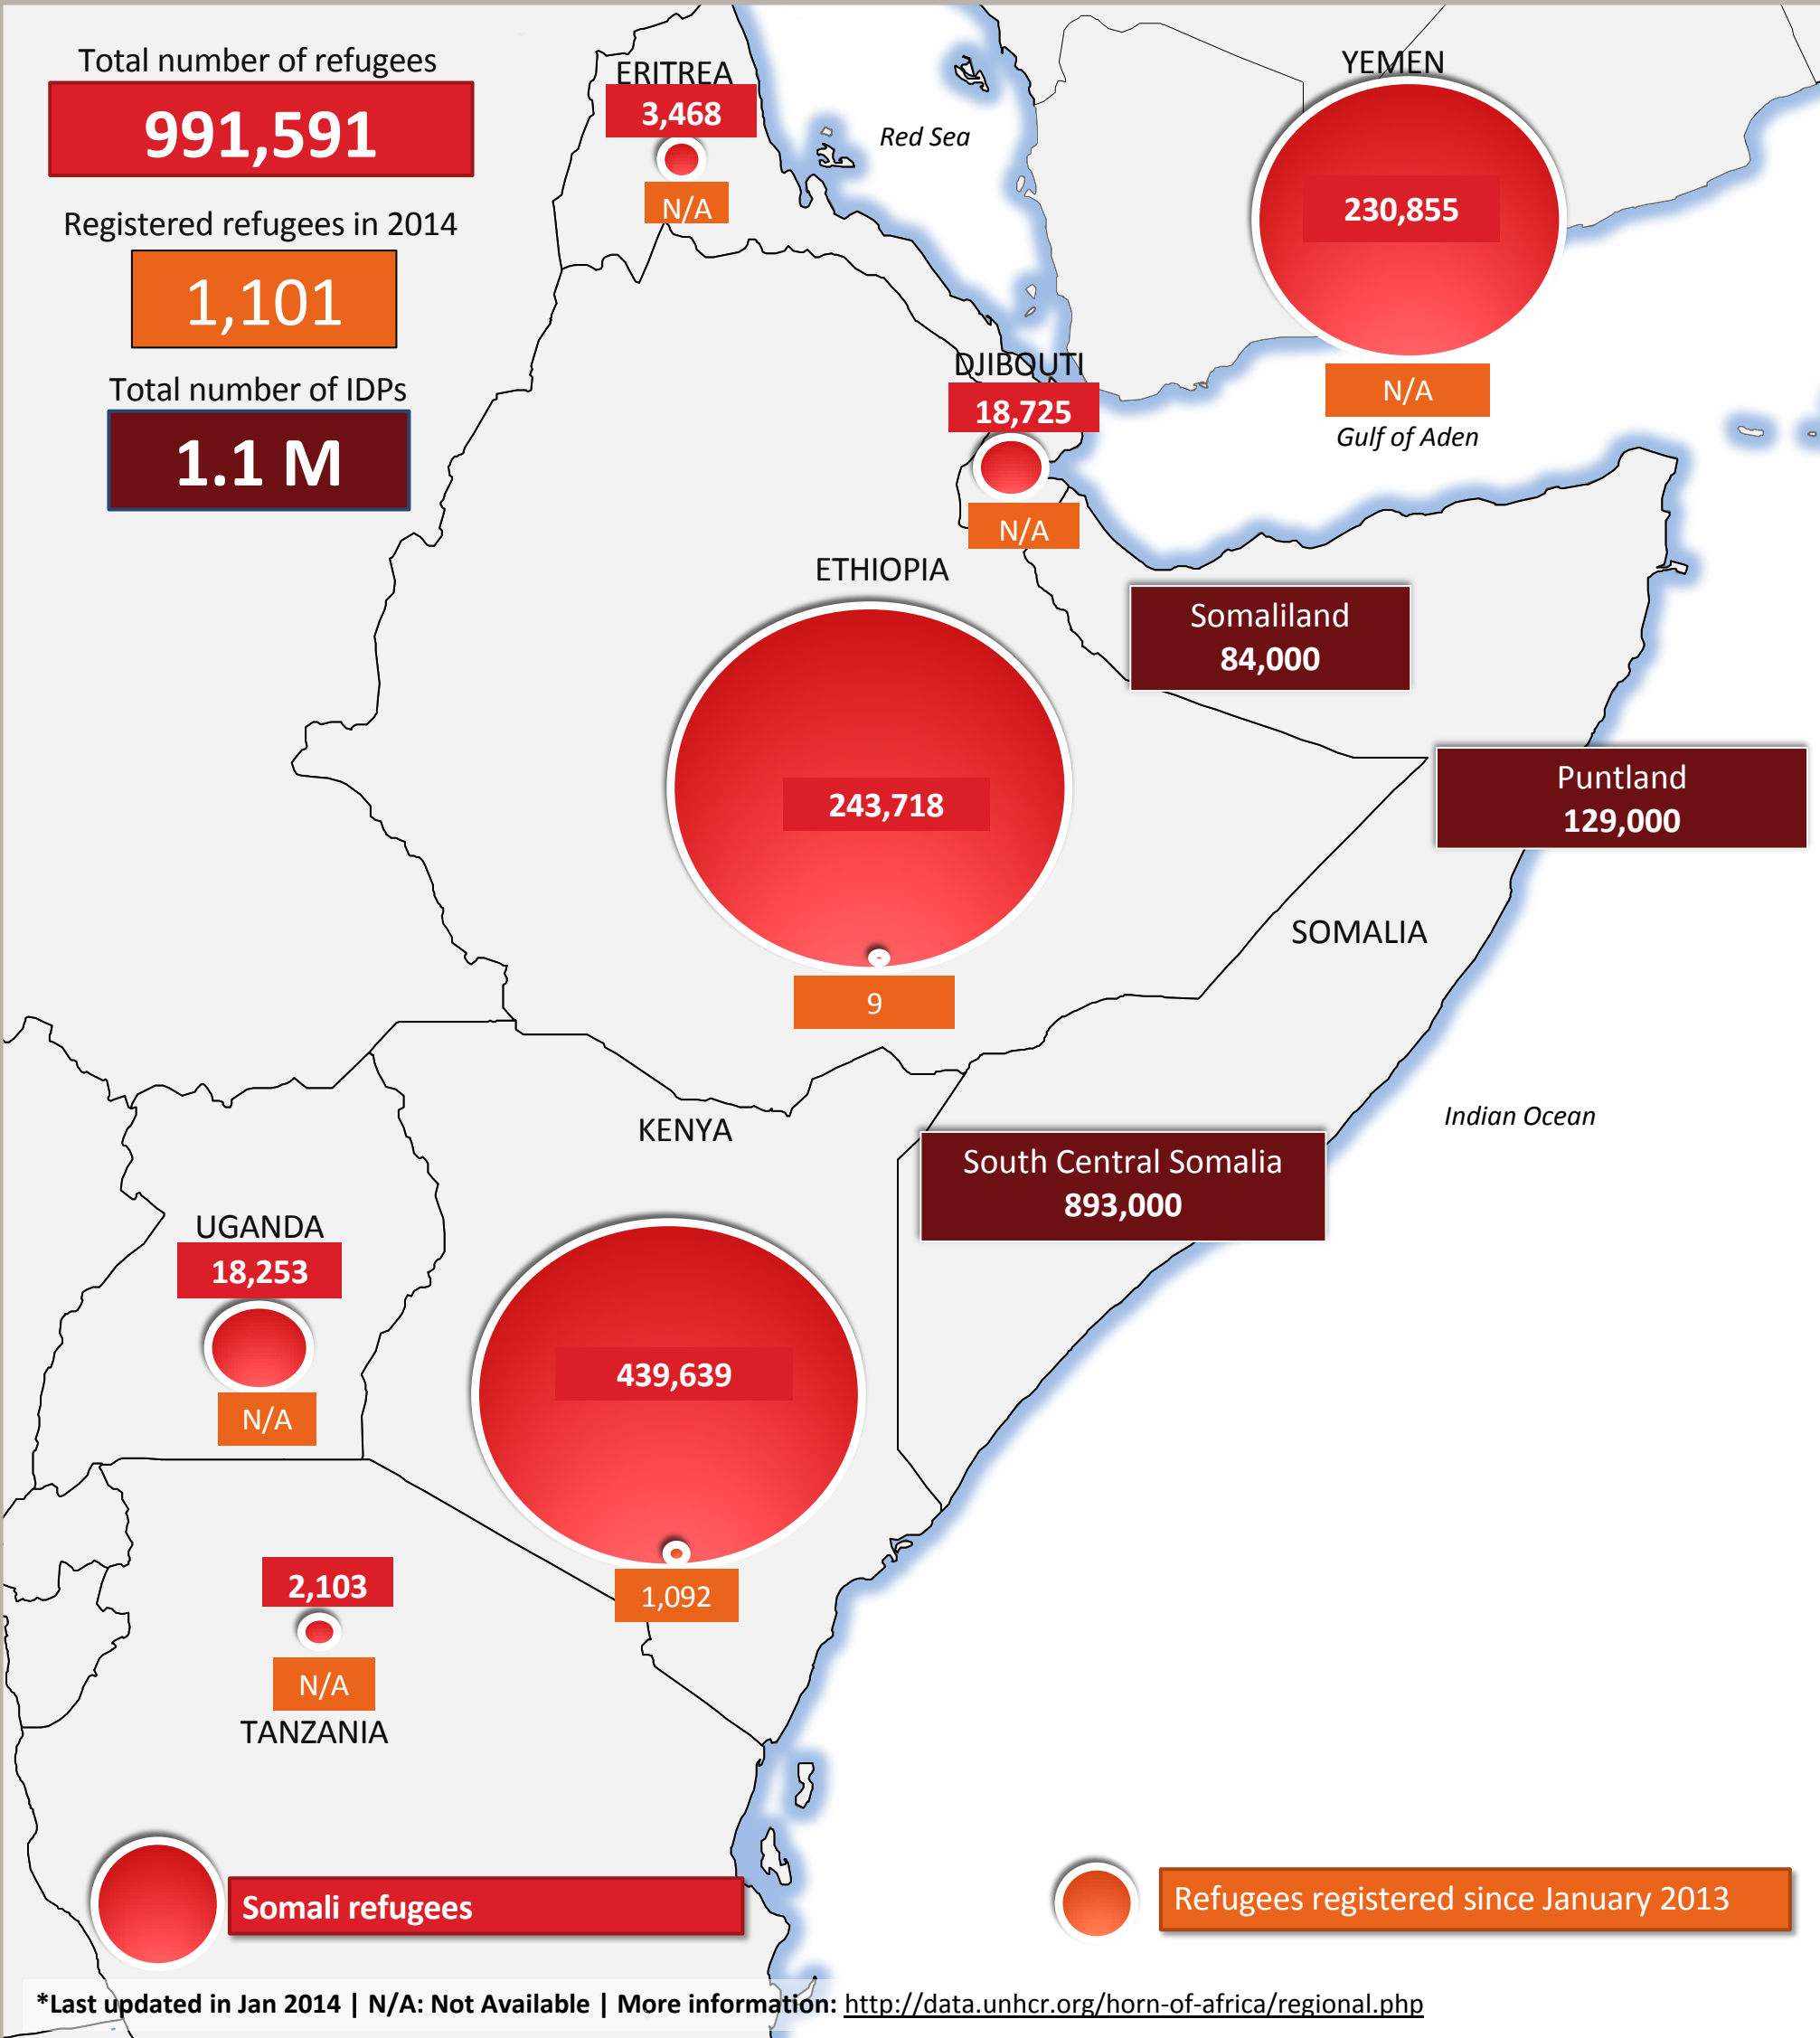 Total number of refugees
991,591
Registered refugees in 2014
1,101
Total number of IDPs
1.1 M
ERITREA
3,468
N/A
Red Sea
YEMEN
230,855
N/A
Gulf of Aden
DJIBOUTI
18,725
N/A
ETHIOPIA
243,718
9
Somaliland
84,000
Puntland
129,000
SOMALIA
Indian Ocean
KENYA
South Central Somalia
893,000
UGANDA
18,253
N/A
439,639
1,092
2,103
N/A
TANZANIA
Somali refugees
Refugees registered since January 2013
*Last updated in Jan 2014 | N/A: Not Available | More information: http://data.unhcr.org/horn-of-africa/regional.php